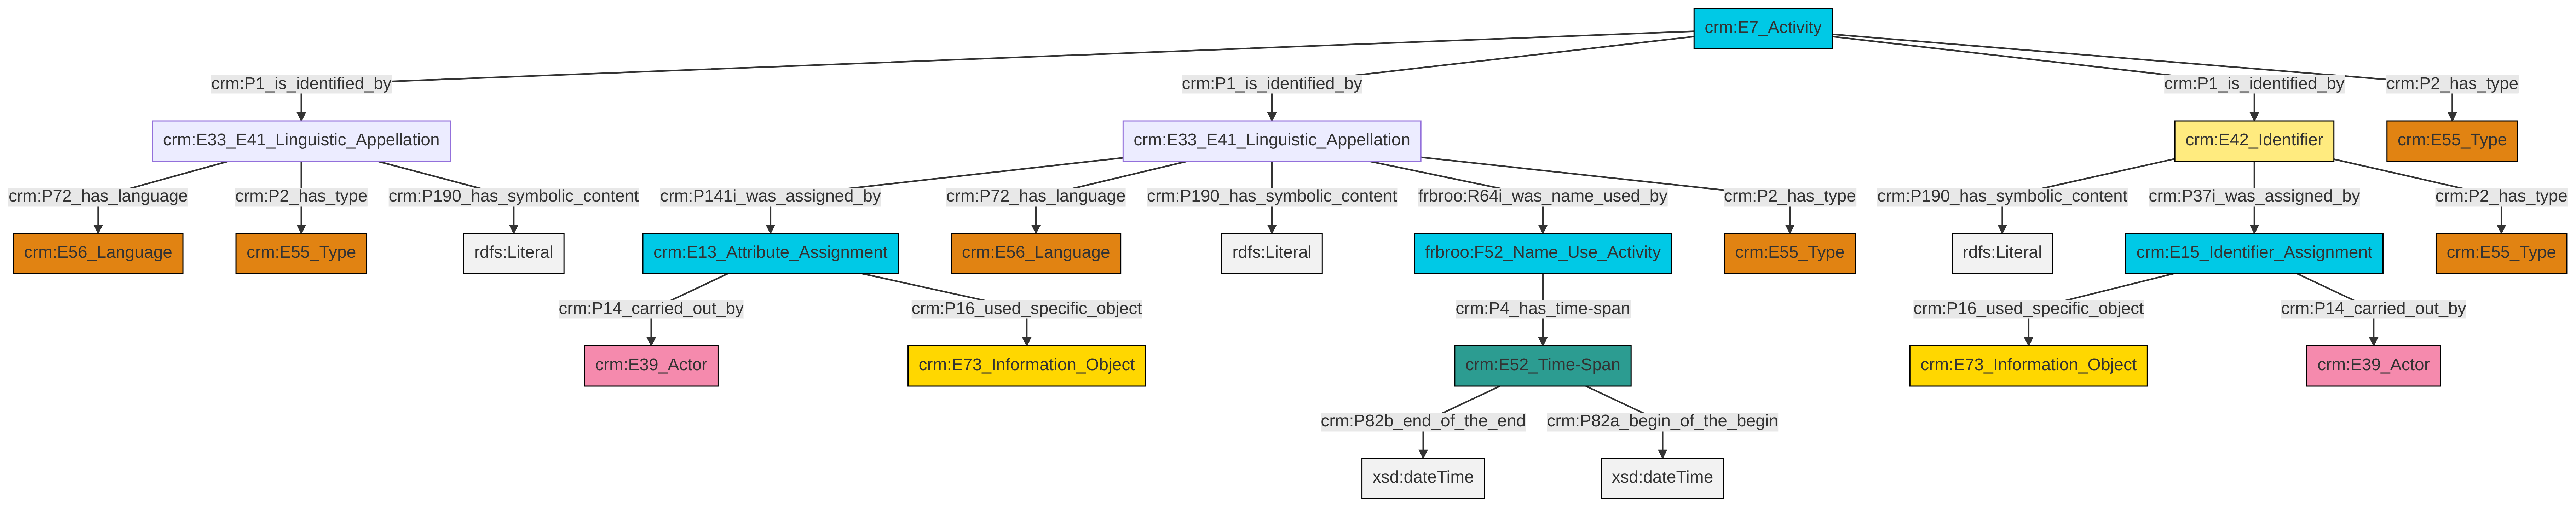 crm:E7_Activity
crm:P1_is_identified_by
crm:P1_is_identified_by
crm:P1_is_identified_by
crm:P2_has_type
crm:E33_E41_Linguistic_Appellation
crm:E33_E41_Linguistic_Appellation
crm:E42_Identifier
crm:E55_Type
crm:P72_has_language
crm:P2_has_type
crm:P190_has_symbolic_content
crm:P141i_was_assigned_by
crm:P72_has_language
crm:P190_has_symbolic_content
frbroo:R64i_was_name_used_by
crm:P2_has_type
crm:P190_has_symbolic_content
crm:P37i_was_assigned_by
crm:P2_has_type
crm:E56_Language
crm:E55_Type
rdfs:Literal
crm:E13_Attribute_Assignment
crm:E56_Language
rdfs:Literal
frbroo:F52_Name_Use_Activity
crm:E55_Type
rdfs:Literal
crm:E15_Identifier_Assignment
crm:E55_Type
crm:P14_carried_out_by
crm:P16_used_specific_object
crm:P4_has_time-span
crm:P16_used_specific_object
crm:P14_carried_out_by
crm:E39_Actor
crm:E73_Information_Object
crm:E52_Time-Span
crm:E73_Information_Object
crm:E39_Actor
crm:P82b_end_of_the_end
crm:P82a_begin_of_the_begin
xsd:dateTime
xsd:dateTime